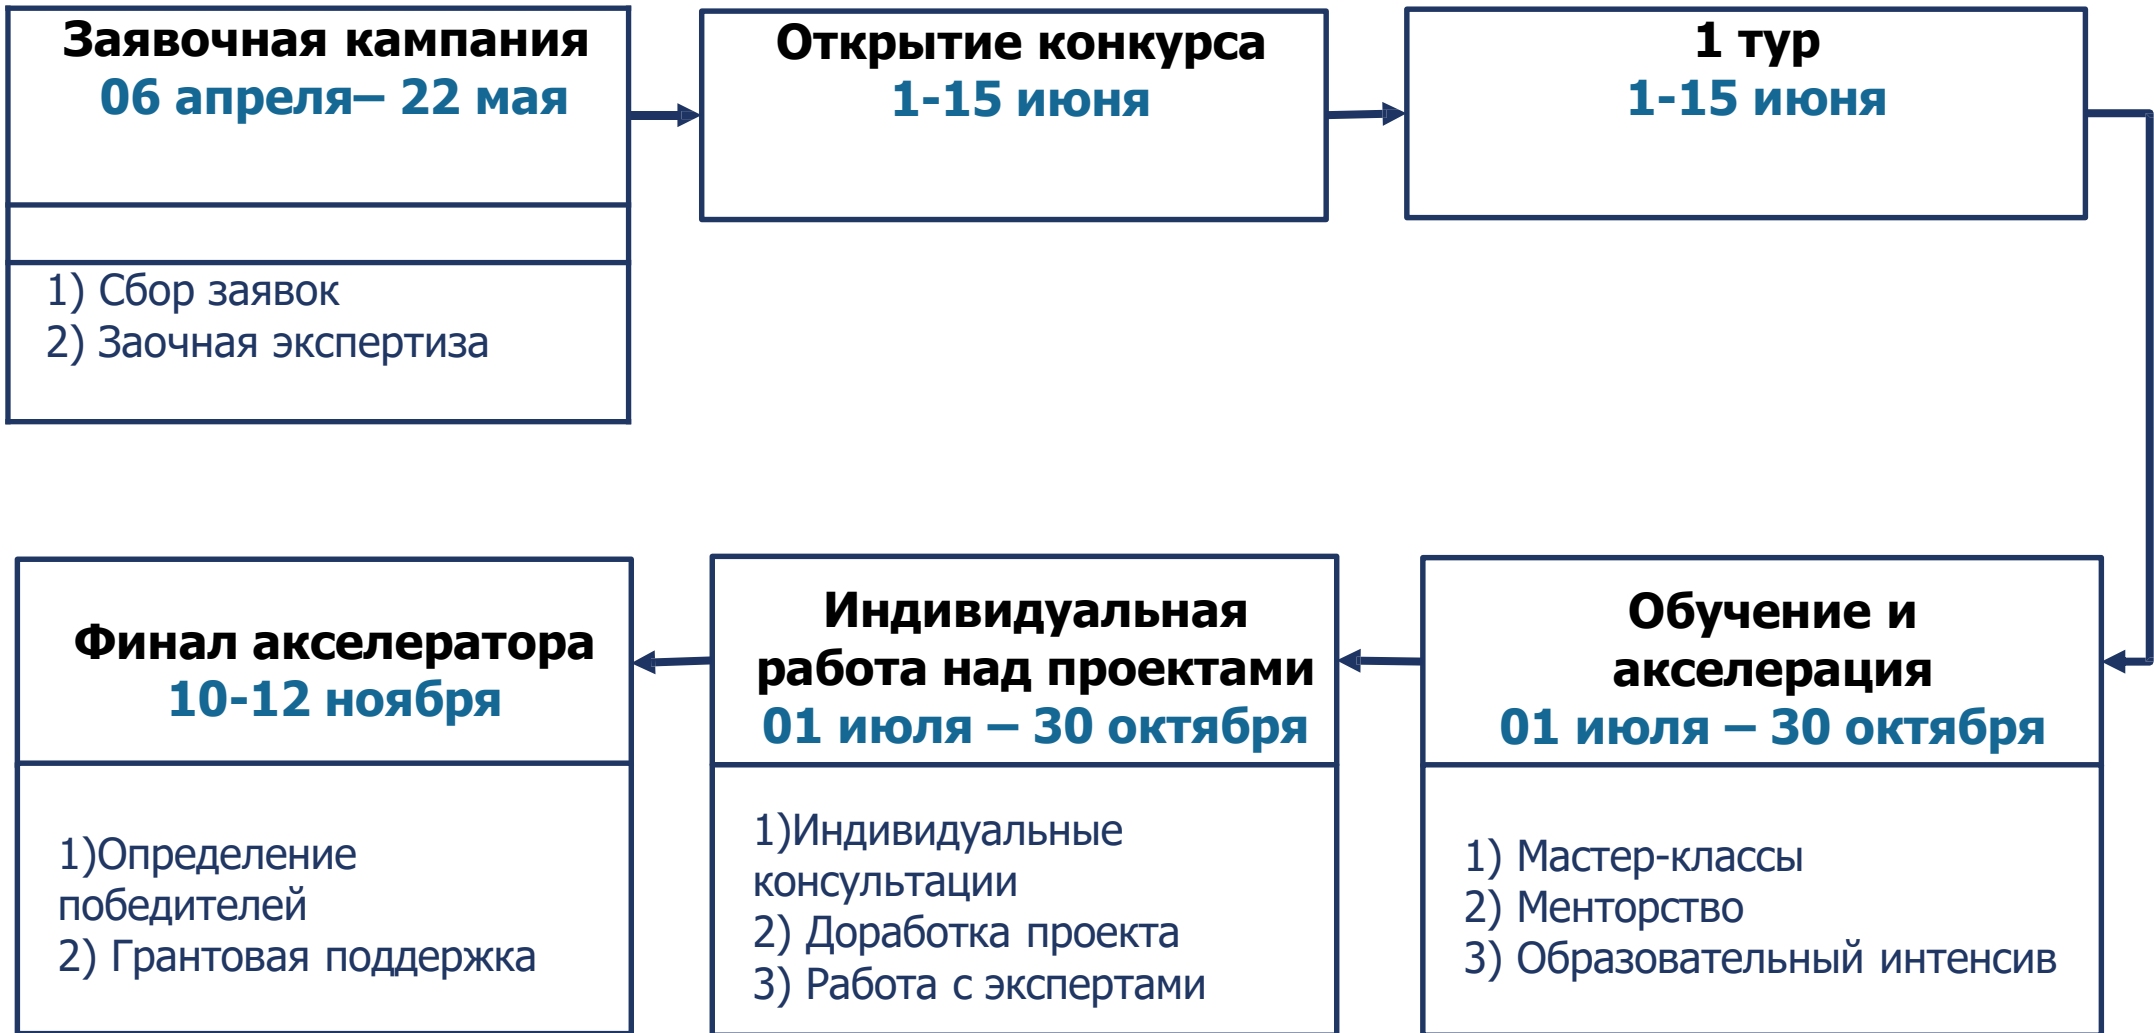 Заявочная кампания
06 апреля– 22 мая
1) Сбор заявок
2) Заочная экспертиза
Открытие конкурса
1-15 июня
1 тур
1-15 июня
Обучение и
акселерация
01 июля – 30 октября
1) Мастер-классы
2) Менторство
3) Образовательный интенсив
Индивидуальная
работа над проектами
01 июля – 30 октября
1)Индивидуальные
консультации
2) Доработка проекта
3) Работа с экспертами
Финал акселератора
10-12 ноября
1)Определение
победителей
2) Грантовая поддержка